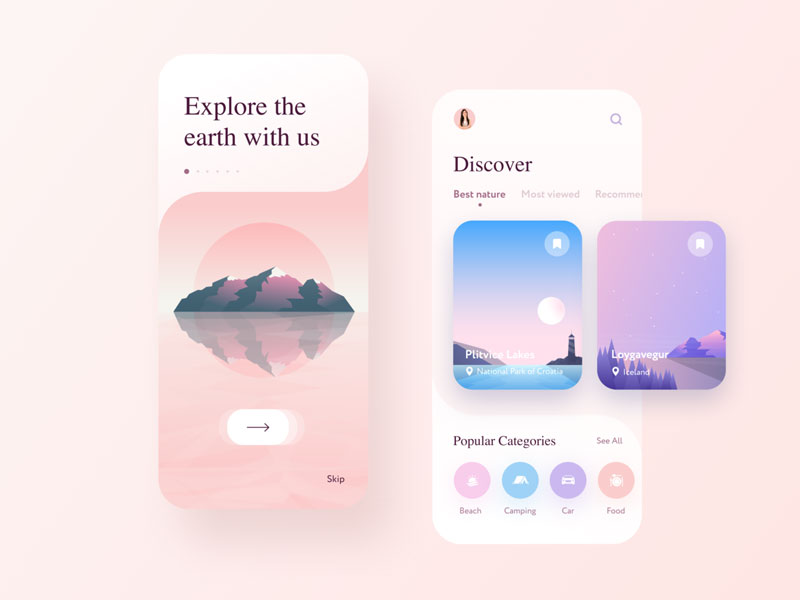 Explore the
earth with us
Skip
Discover
Best nature Most viewed Recommen
Plitvice Lakes
National Park of Croatia
Loygavegur
Iceland
Popular Categories See All
Beach Camping Car Food